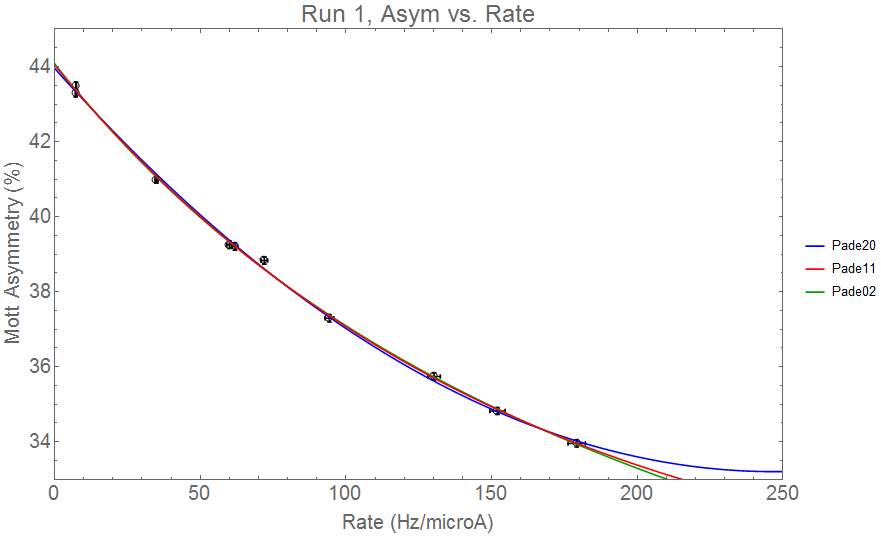 Run 1, Asym vs. Rate
Mott Asymmetry (%)
44
42
40
38
36
34
0
50
100
150
200
250
Rate (Hz/microA)
Pade20
Pade11
Pade02